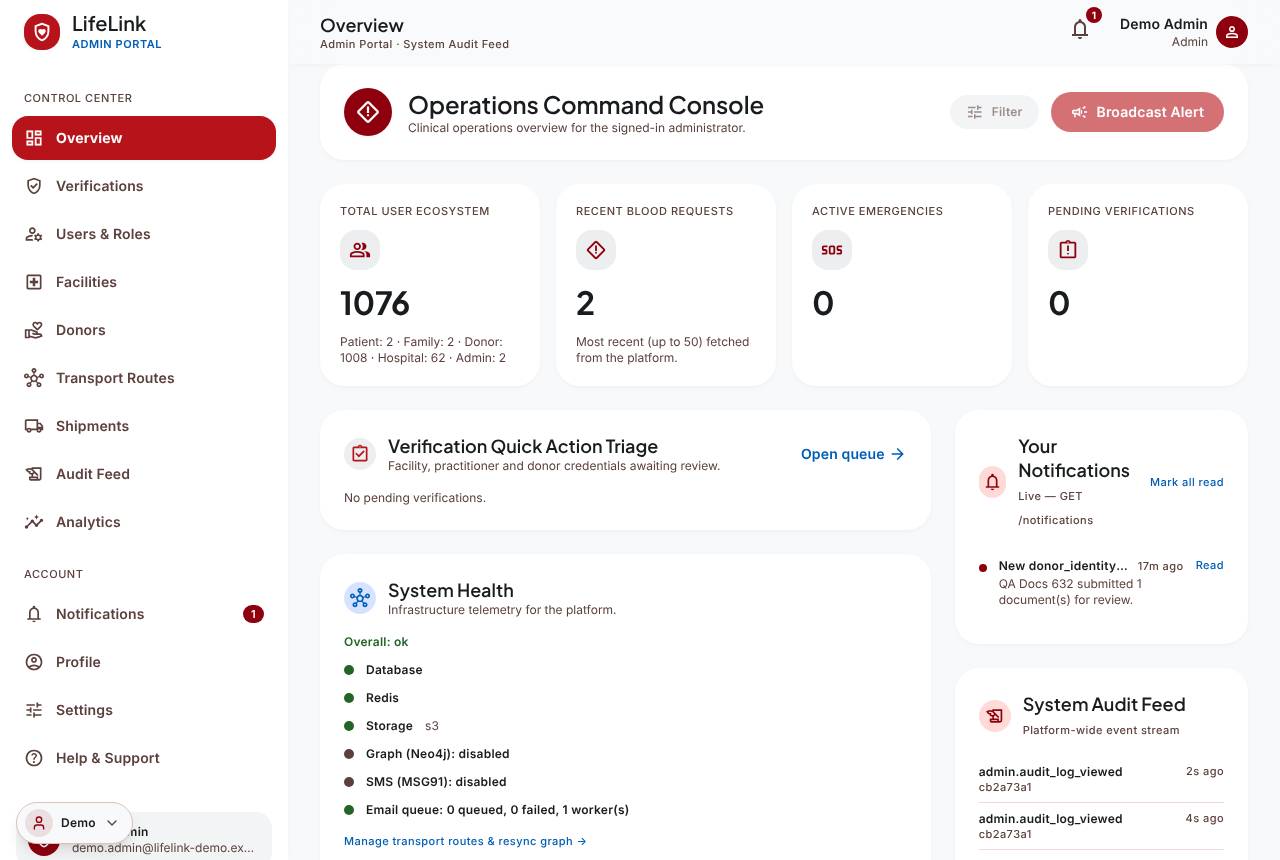 LifeLink
ADMIN PORTAL
CONTROL CENTER
Overview
Verifications
Users & Roles
Facilities
Donors
Transport Routes
Shipments
Audit Feed
Analytics
ACCOUNT
Notifications
1
Profile
Settings
Help & Support
Demo
min
demo.admin@lifelink-demo.ex...
Overview
Admin Portal · System Audit Feed
1
Demo Admin
Admin
Operations Command Console
Clinical operations overview for the signed-in administrator.
Filter
Broadcast Alert
TOTAL USER ECOSYSTEM
1076
Patient: 2 · Family: 2 · Donor:
1008 · Hospital: 62 · Admin: 2
RECENT BLOOD REQUESTS
2
Most recent (up to 50) fetched
from the platform.
ACTIVE EMERGENCIES
SOS
0
PENDING VERIFICATIONS
0
Verification Quick Action Triage
Facility, practitioner and donor credentials awaiting review.
Open queue →
No pending verifications.
System Health
Infrastructure telemetry for the platform.
Overall: ok
Database
Redis
Storage s3
Graph (Neo4j): disabled
SMS (MSG91): disabled
Email queue: 0 queued, 0 failed, 1 worker(s)
Manage transport routes & resync graph →
Your
Notifications
Live — GET
/notifications
Mark all read
New donor_identity... 17m ago Read
QA Docs 632 submitted 1
document(s) for review.
System Audit Feed
Platform-wide event stream
admin.audit_log_viewed 2s ago
cb2a73a1
admin.audit_log_viewed 4s ago
cb2a73a1